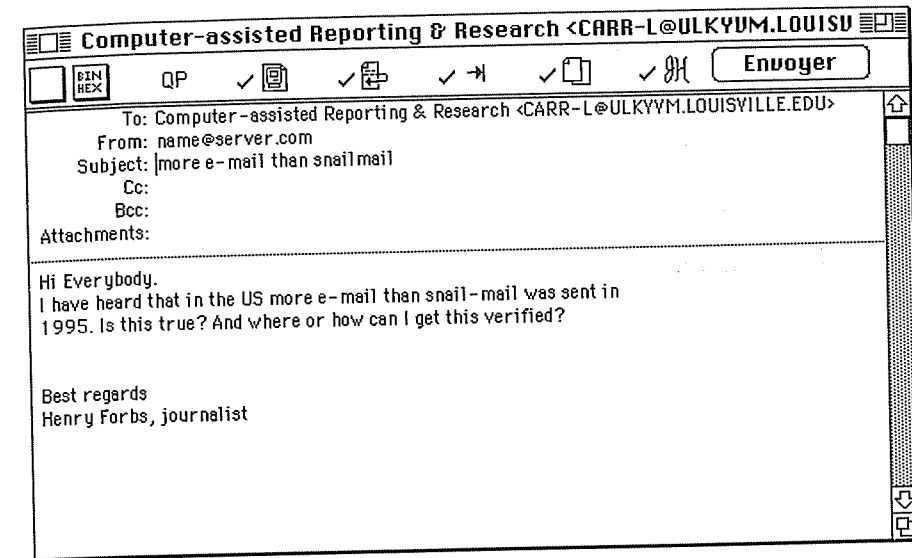 Computer-assisted Reporting & Research <CARR-L@ULKYVM.LOUISV
BIN HEX QP Envoyer
To: Computer-assisted Reporting & Research <CARR-L@ULKYVM.LOUISVILLE.EDU>
From: name@server.com
Subject: more e-mail than snailmail
Cc:
Bcc:
Attachments:
Hi Everybody.
I have heard that in the US more e-mail than snail-mail was sent in
1995. Is this true? And where or how can I get this verified?
Best regards
Henry Forbs, journalist